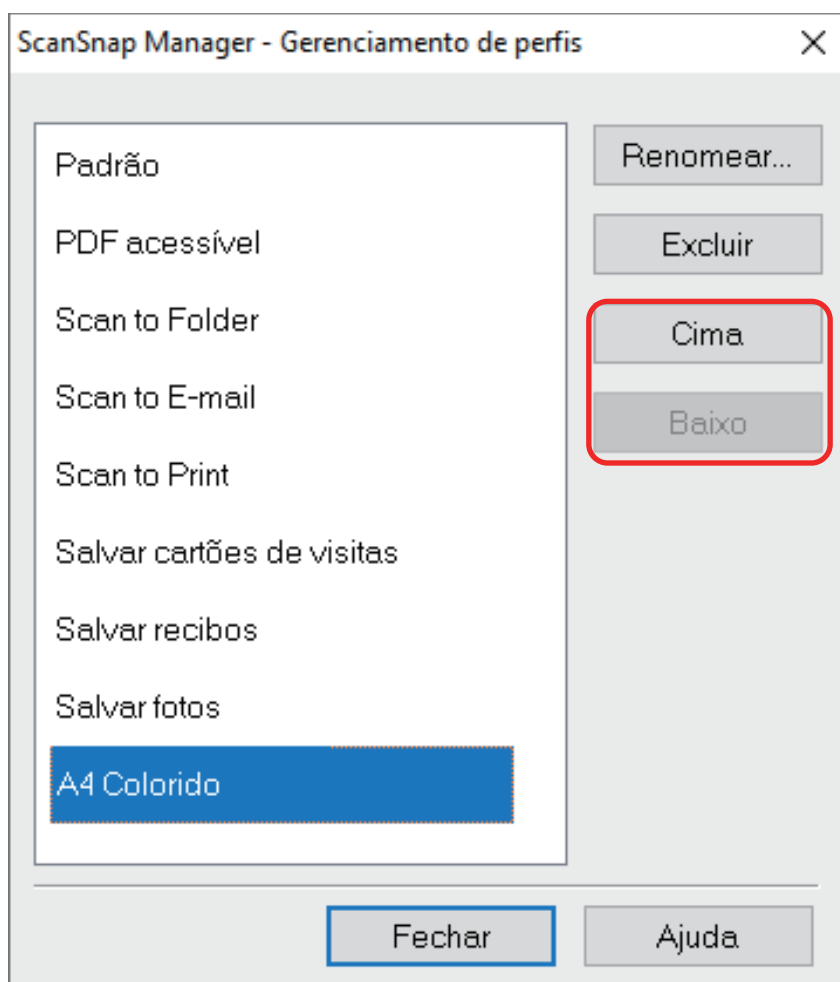 ScanSnap Manager - Gerenciamento de perfis
Padrão
PDF acessível
Scan to Folder
Scan to E-mail
Scan to Print
Salvar cartões de visitas
Salvar recibos
Salvar fotos
A4 Colorido
Renomear...
Excluir
Cima
Baixo
Fechar
Ajuda